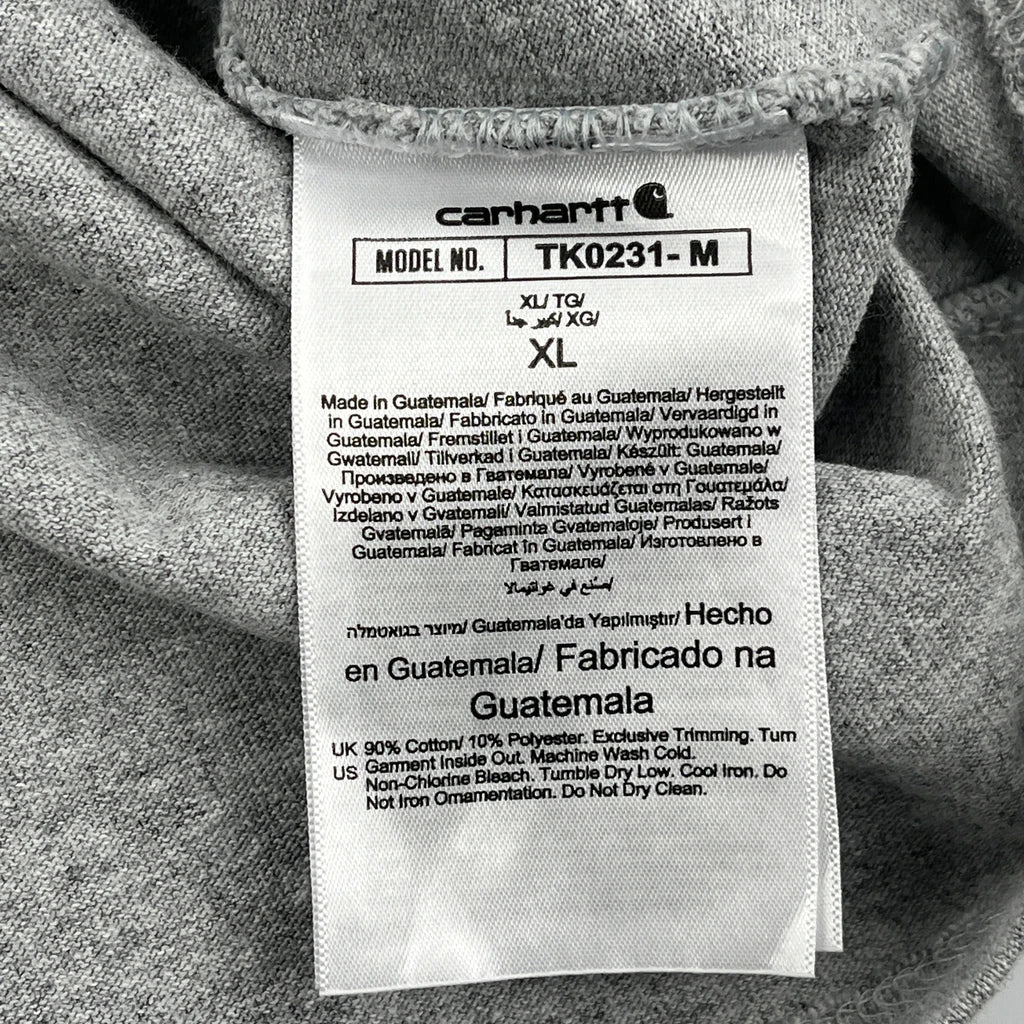 carhartt
MODEL NO. TK0231- M
XL/ TG/
كبير جداً/ XG/
XL
Made in Guatemala/ Fabriqué au Guatemala/ Hergestellt
in Guatemala/ Fabbricato in Guatemala/ Vervaardigd in
Guatemala/ Fremstillet i Guatemala/ Wyprodukowano w
Gwatemali/ Tillverkad i Guatemala/ Készült: Guatemala/
Произведено в Гватемала/ Vyrobené v Guatemale/
Vyrobeno v Guatemale/ Κατασκευάζεται στη Γουατεμάλα/
Izdelano v Gvatemali/ Valmistatud Guatemalas/ Ražots
Gvatemalā/ Pagaminta Gvatemaloje/ Produsert i
Guatemala/ Fabricat în Guatemala/ Изготовлено в
Гватемале/
صنع في غواتيمالا/
מיוצר בגואטמלה/ Guatemala'da Yapılmıştır/ Hecho
en Guatemala/ Fabricado na
Guatemala
UK 90% Cotton/ 10% Polyester. Exclusive Trimming. Turn
US Garment Inside Out. Machine Wash Cold.
Non-Chlorine Bleach. Tumble Dry Low. Cool Iron. Do
Not Iron Ornamentation. Do Not Dry Clean.